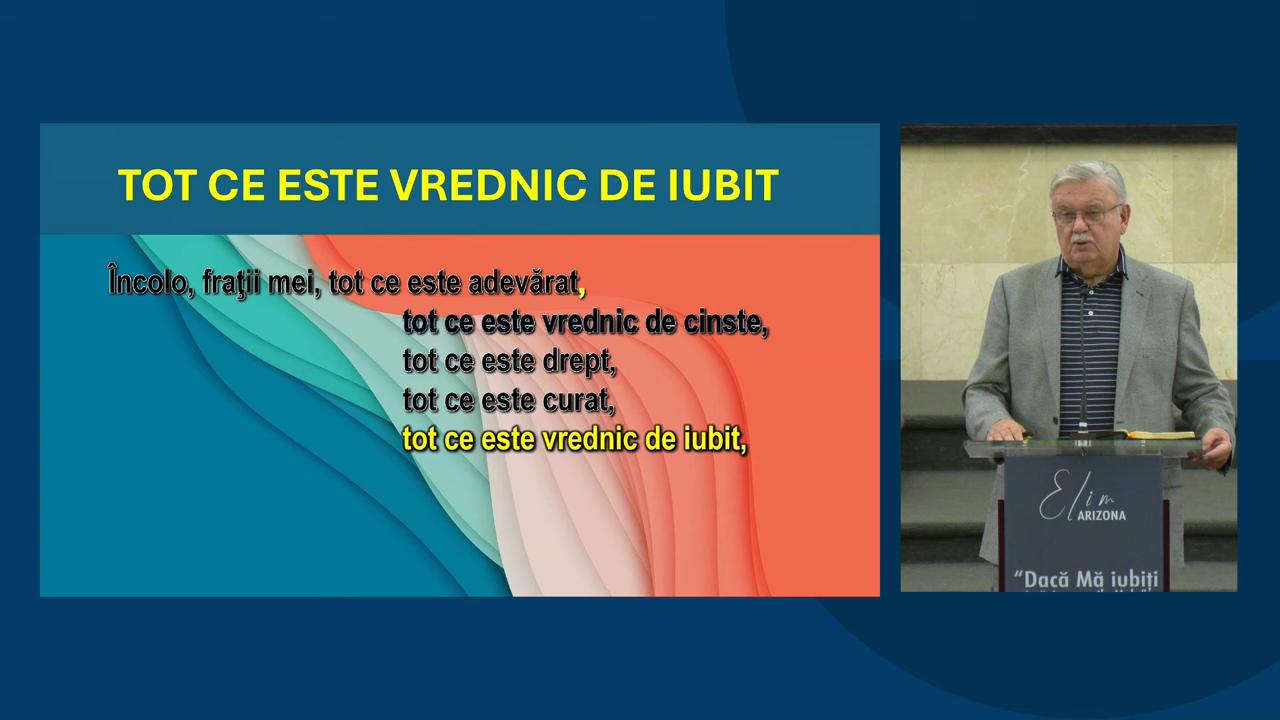 TOT CE ESTE VREDNIC DE IUBIT
Încolo, fraţii mei, tot ce este adevărat,
tot ce este vrednic de cinste,
tot ce este drept,
tot ce este curat,
tot ce este vrednic de iubit,
Elim
ARIZONA
“Dacă Mă iubiți